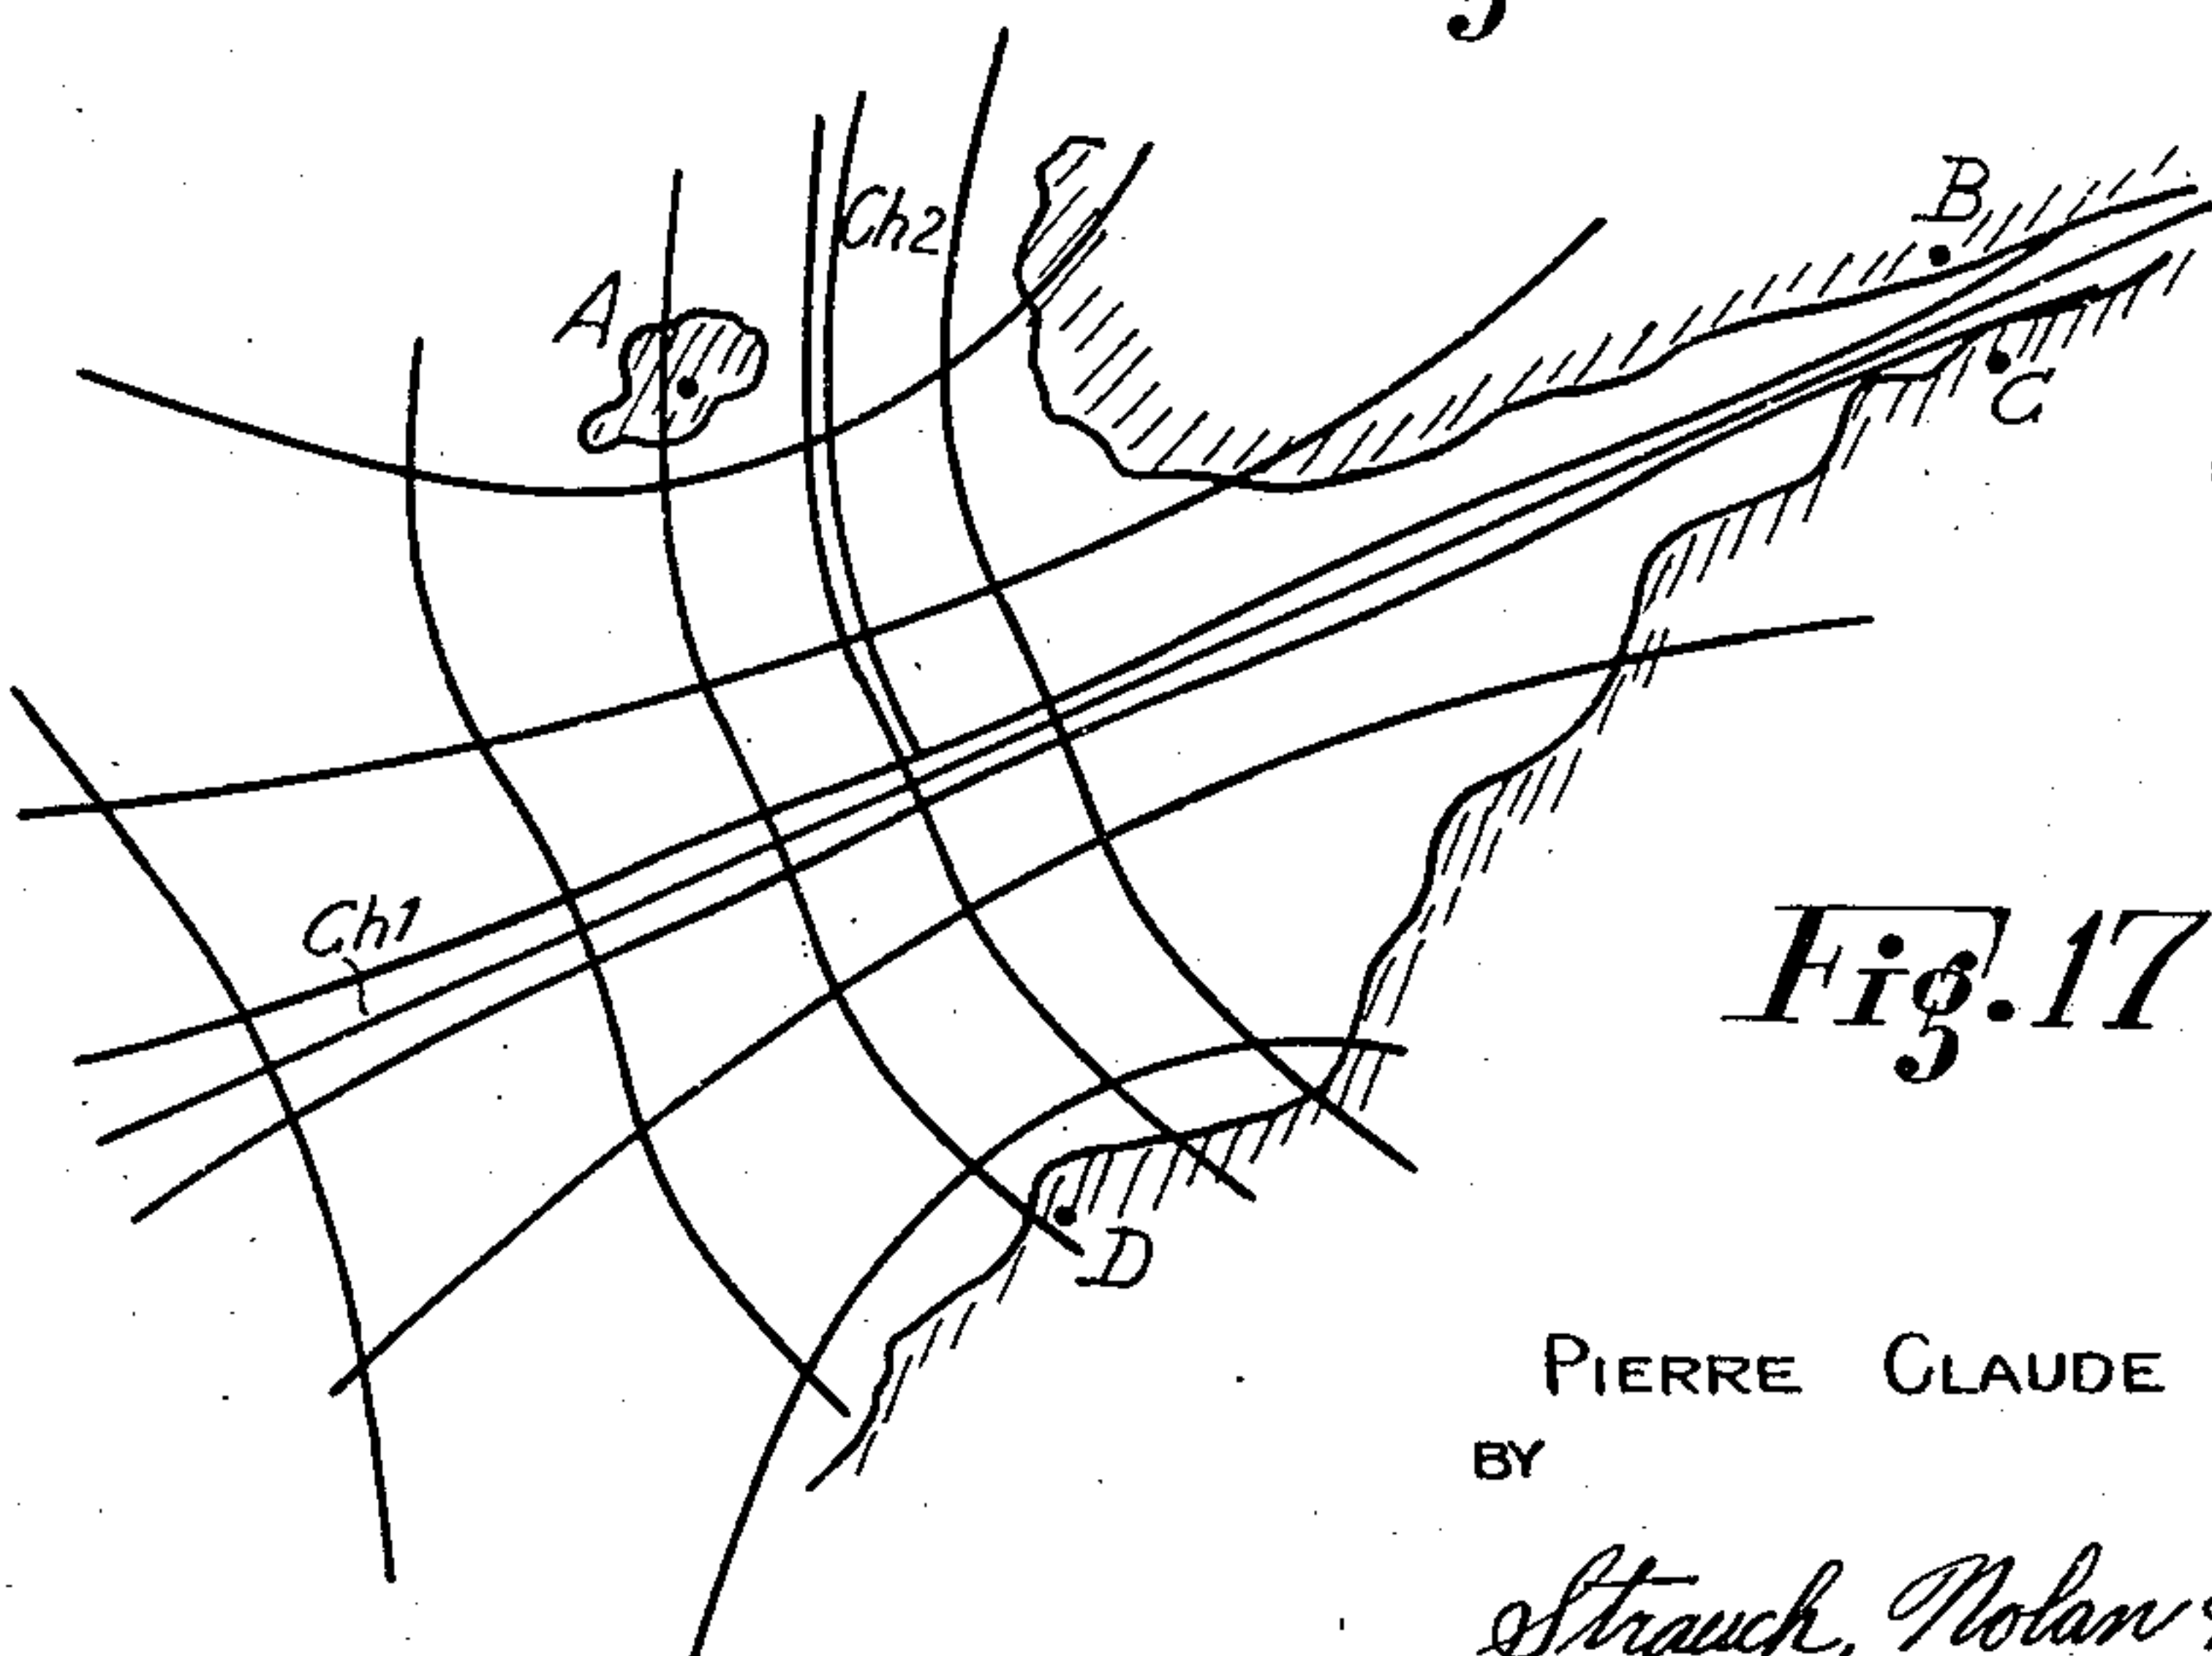 Ch2
A
B
C
Ch1
D
Fig. 17
PIERRE CLAUDE
BY
Strauch, Nolan